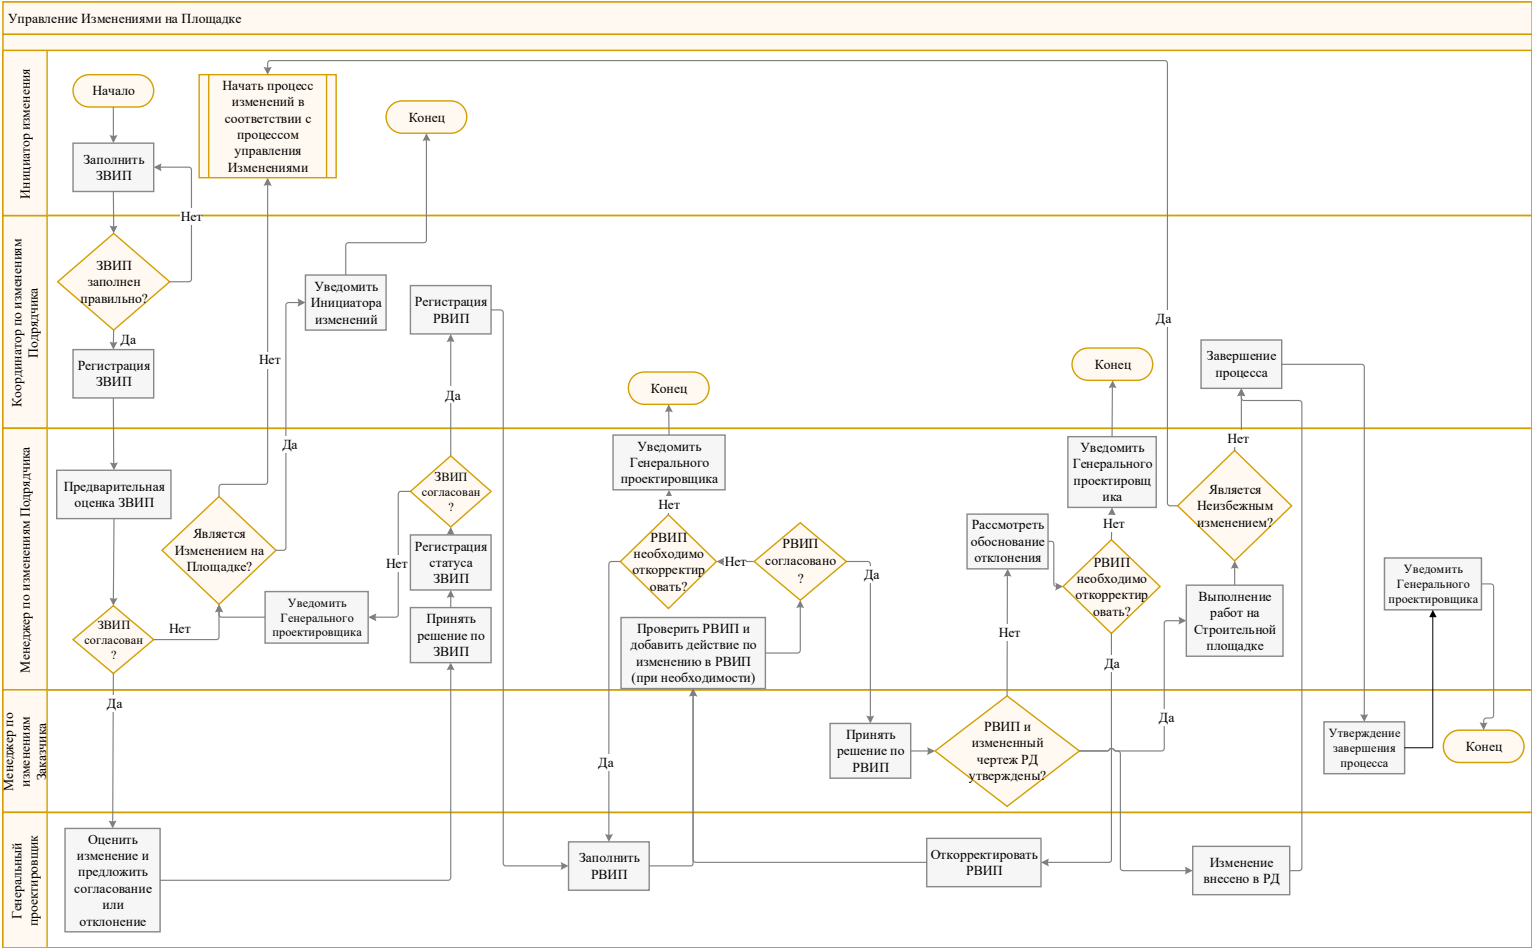 Управление Изменениями на Площадке
Инициатор изменения
Начало
Заполнить
ЗВИП
Нет
Начать процесс
изменений в
соответствии с
процессом
управления
Изменениями
Конец
Координатор по изменениям
Подрядчика
ЗВИП
заполнен
правильно?
Да
Регистрация
ЗВИП
Нет
Уведомить
Инициатора
изменений
Да
Регистрация
РВИП
Да
Конец
Конец
Да
Завершение
процесса
Менеджер по изменениям Подрядчика
Предварительная
оценка ЗВИП
ЗВИП
согласован
?
Нет
Да
Является
Изменением на
Площадке?
Уведомить
Генерального
проектировщика
Нет
ЗВИП
согласован
?
Регистрация
статуса
ЗВИП
Принять
решение по
ЗВИП
Уведомить
Генерального
проектировщика
Нет
РВИП
необходимо
откорректир
овать?
Нет
РВИП
согласовано
?
Да
Проверить РВИП и
добавить действие по
изменению в РВИП
(при необходимости)
Рассмотреть
обоснование
отклонения
Нет
Уведомить
Генерального
проектировщ
ика
Нет
РВИП
необходимо
откорректир
овать?
Да
Нет
Является
Неизбежным
изменением?
Выполнение
работ на
Строительной
площадке
Уведомить
Генерального
проектировщика
Менеджер по
изменениям
Заказчика
Да
Принять
решение по
РВИП
РВИП и
измененный
чертеж РД
утверждены?
Да
Утверждение
завершения
процесса
Конец
Генеральный
проектировщик
Оценить
изменение и
предложить
согласование
или
отклонение
Заполнить
РВИП
Откорректировать
РВИП
Изменение
внесено в РД